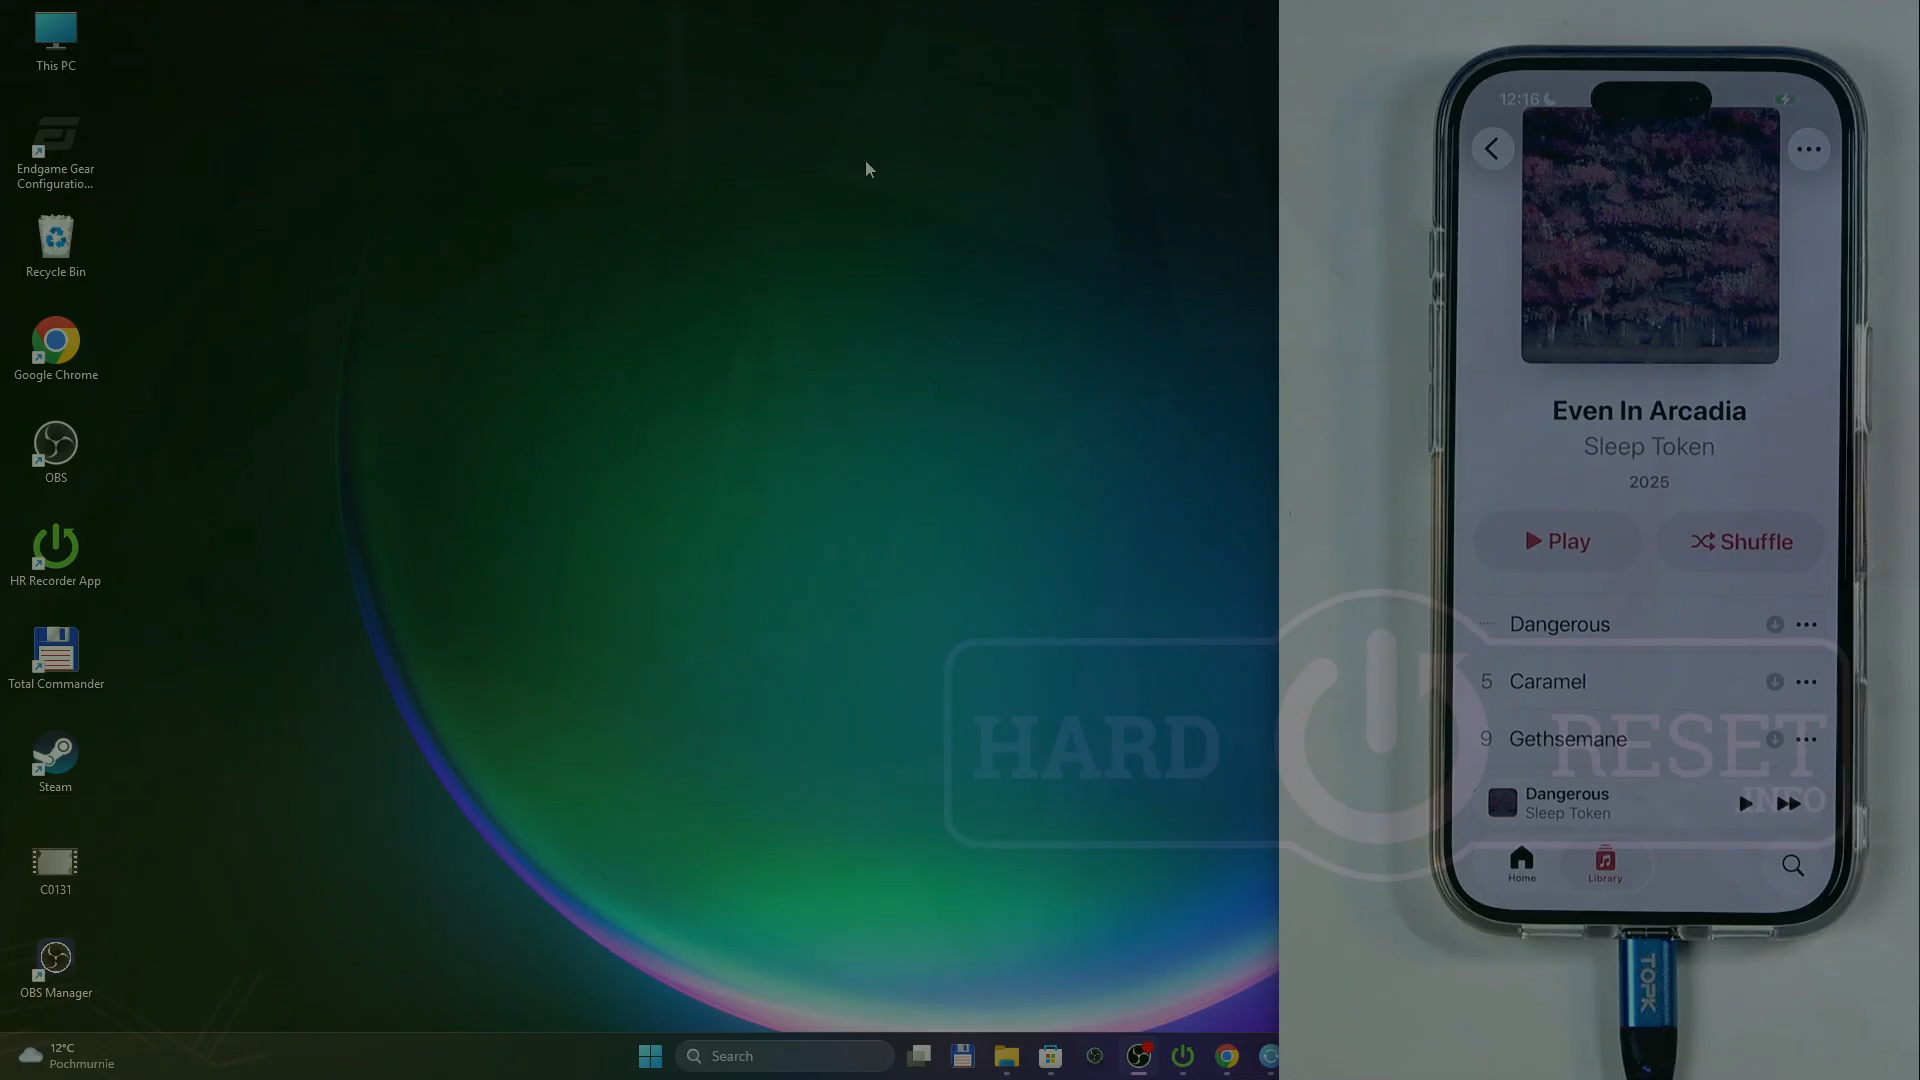 This PC
Endgame Gear
Configuratio...
Recycle Bin
Google Chrome
OBS
HR Recorder App
Total Commander
Steam
C0131
OBS Manager
12°C
Pochmurnie
Search
12:16
Even In Arcadia
Sleep Token
2025
Play
Shuffle
Dangerous
5 Caramel
9 Gethsemane
Dangerous
Sleep Token
Home
Library
HARD RESET
INFO
TOPK